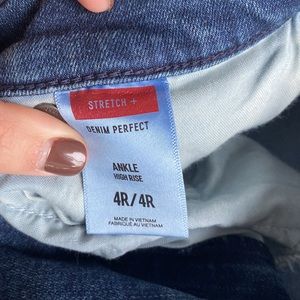 STRETCH +
DENIM PERFECT
ANKLE
HIGH RISE
4R/4R
MADE IN VIETNAM
FABRIQUÉ AU VIETNAM